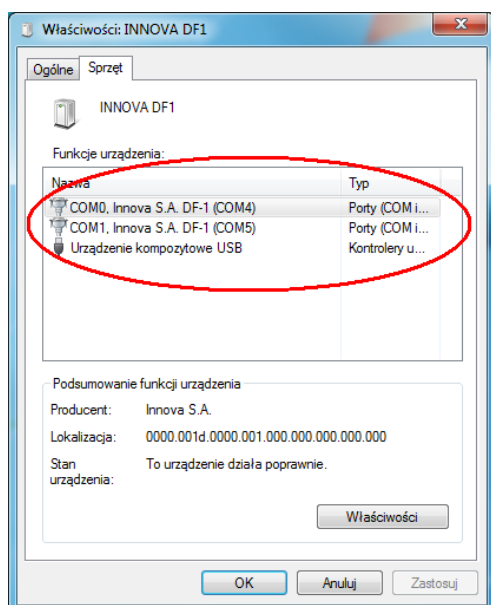 Właściwości: INNOVA DF1
Ogólne Sprzęt
INNOVA DF1
Funkcje urządzenia:
Nazwa Typ
COM0, Innova S.A. DF-1 (COM4) Porty (COM i...
COM1, Innova S.A. DF-1 (COM5) Porty (COM i...
Urządzenie kompozytowe USB Kontrolery u...
Podsumowanie funkcji urządzenia
Producent: Innova S.A.
Lokalizacja: 0000.001d.0000.001.000.000.000.000.000
Stan urządzenia: To urządzenie działa poprawnie.
Właściwości
OK Anuluj Zastosuj